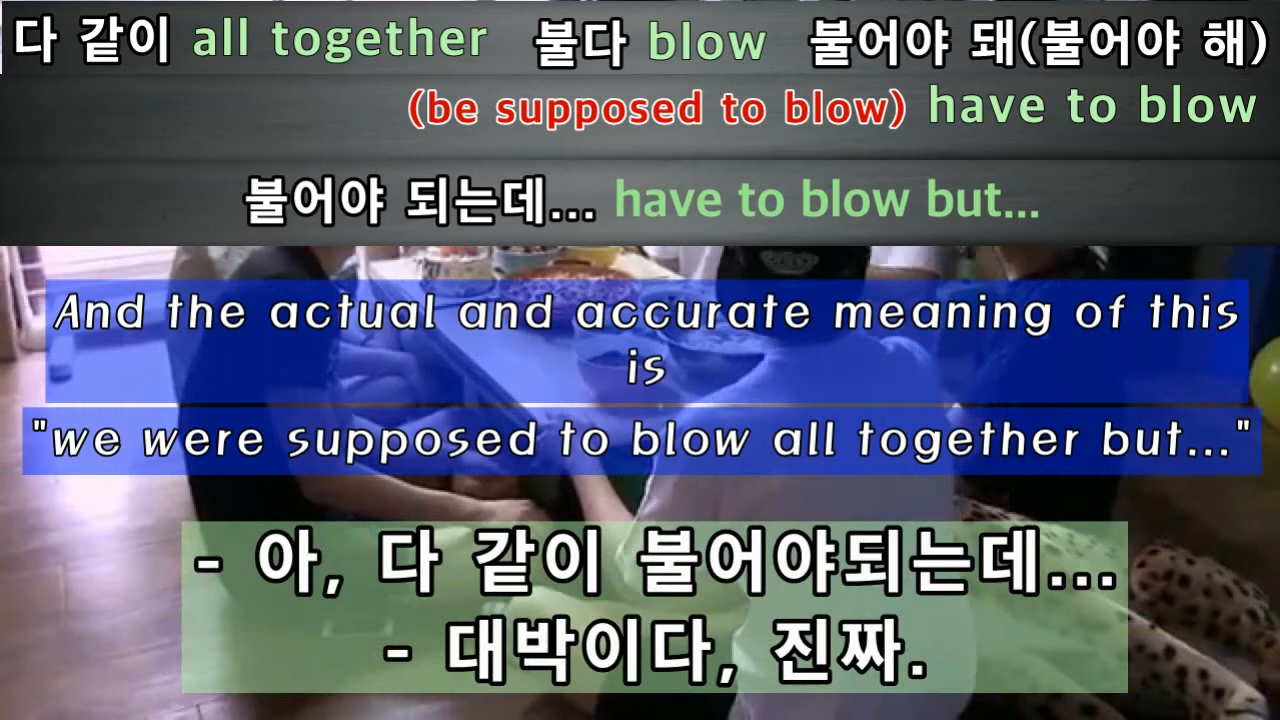 다 같이 all together 불다 blow 불어야 돼(불어야 해)
(be supposed to blow) have to blow
불어야 되는데... have to blow but...
And the actual and accurate meaning of this
is
"we were supposed to blow all together but..."
- 아, 다 같이 불어야되는데...
- 대박이다, 진짜.